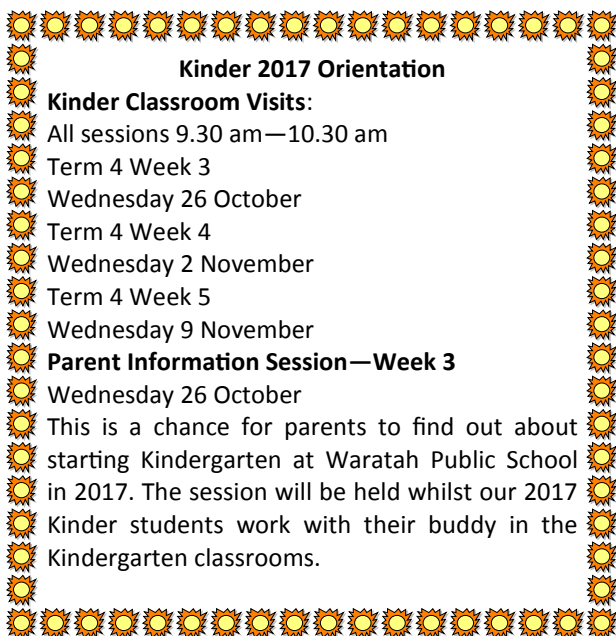 Kinder 2017 Orientation
Kinder Classroom Visits:
All sessions 9.30 am—10.30 am
Term 4 Week 3
Wednesday 26 October
Term 4 Week 4
Wednesday 2 November
Term 4 Week 5
Wednesday 9 November
Parent Information Session—Week 3
Wednesday 26 October
This is a chance for parents to find out about
starting Kindergarten at Waratah Public School
in 2017. The session will be held whilst our 2017
Kinder students work with their buddy in the
Kindergarten classrooms.